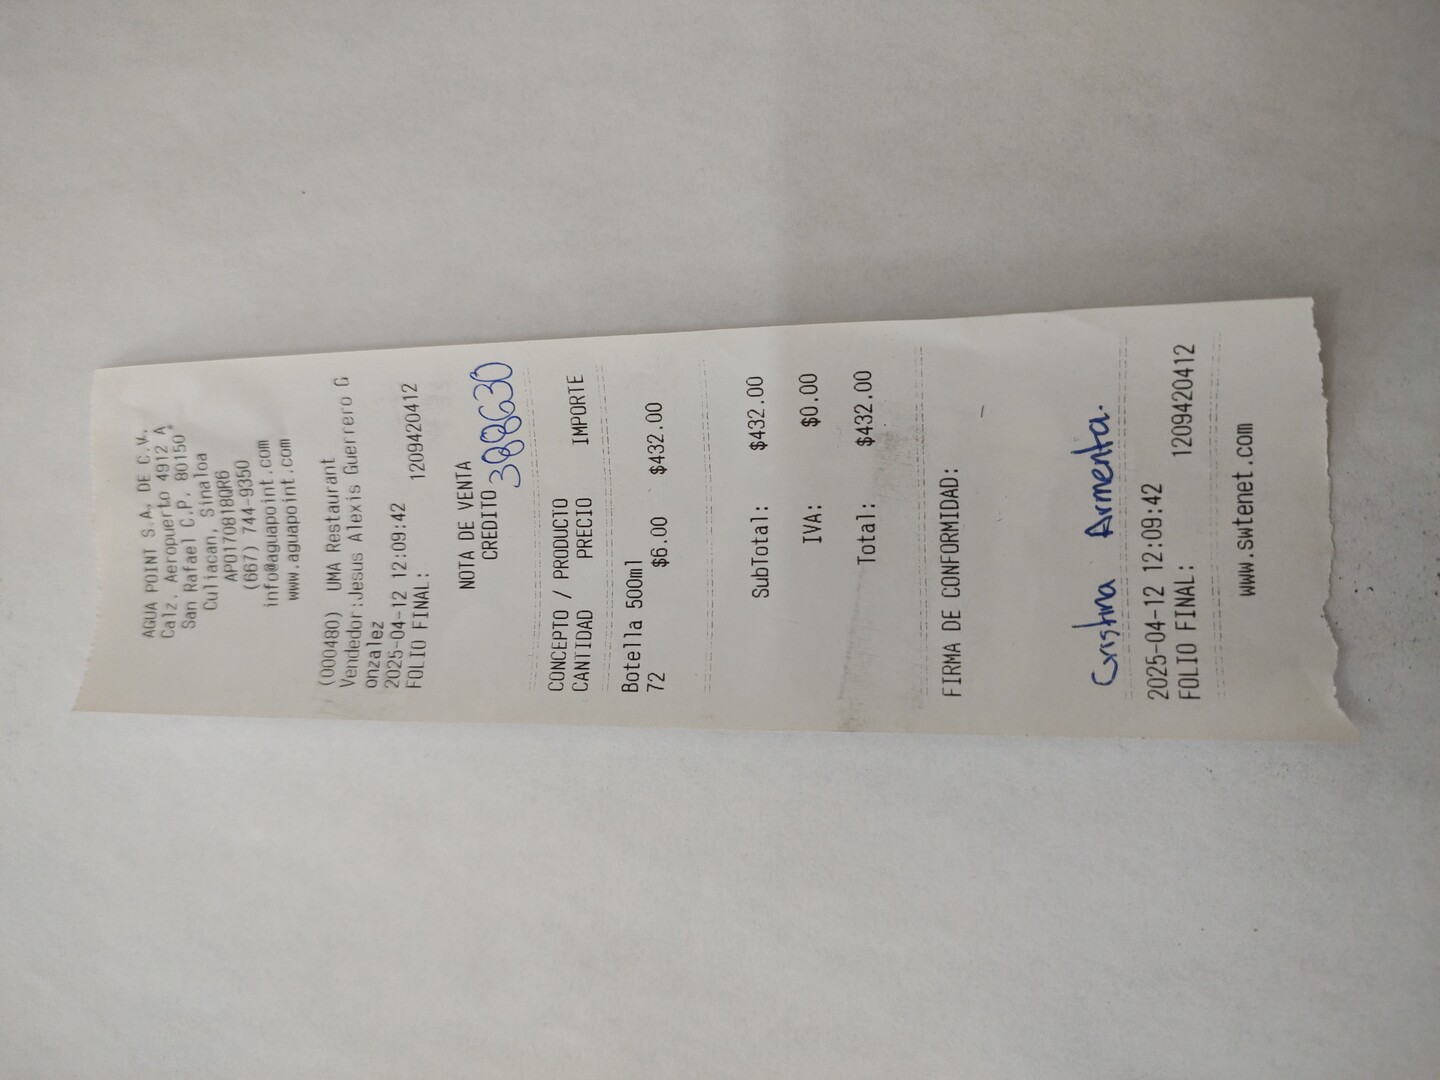 AGUA POINT S.A. DE C.V.
Calz. Aeropuerto 4912 A
San Rafael C.P. 80150
Culiacan, Sinaloa
APO170818QR6
(667) 744-9350
info@aguapoint.com
www.aguapoint.com
(000480) UMA Restaurant
Vendedor:Jesus Alexis Guerrero G
onzalez
2025-04-12 12:09:42
FOLIO FINAL: 1209420412
NOTA DE VENTA
CREDITO 388630
CONCEPTO / PRODUCTO
CANTIDAD PRECIO IMPORTE
Botella 500ml
72 $6.00 $432.00
SubTotal: $432.00
IVA: $0.00
Total: $432.00
FIRMA DE CONFORMIDAD:
Cristina Armenta.
2025-04-12 12:09:42
FOLIO FINAL: 1209420412
www.swtenet.com